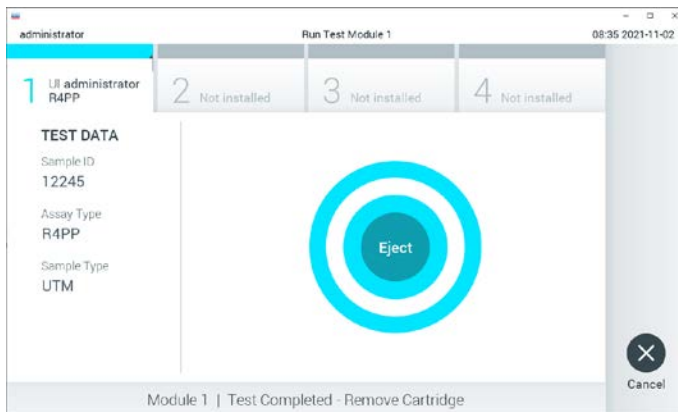 administrator Run Test Module 1 08:35 2021-11-02
1 UI administrator
R4PP
2 Not installed
3 Not installed
4 Not installed
TEST DATA
Sample ID
12245
Assay Type
R4PP
Sample Type
UTM
Eject
Cancel
Module 1 | Test Completed - Remove Cartridge